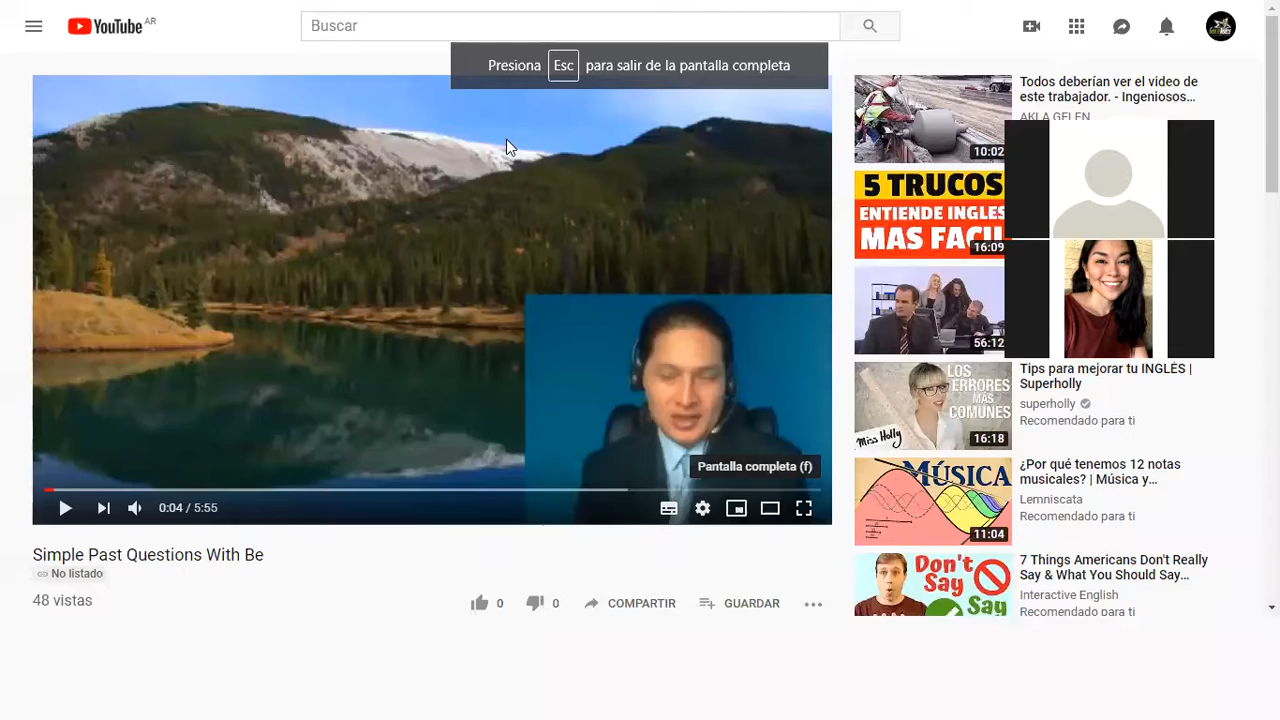 YouTube AR
Buscar
Presiona Esc para salir de la pantalla completa
Pantalla completa (f)
0:04 / 5:55
Simple Past Questions With Be
No listado
48 vistas
0
0
COMPARTIR
GUARDAR
10:02
Todos deberían ver el video de
este trabajador. - Ingeniosos...
AKLA GELEN
5 TRUCOS
ENTIENDE INGLES
MAS FACIL
16:09
56:12
LOS
ERRORES
MÁS
COMUNES
Miss Holly
16:18
Tips para mejorar tu INGLÉS |
Superholly
superholly
Recomendado para ti
MÚSICA
11:04
¿Por qué tenemos 12 notas
musicales? | Música y...
Lemniscata
Recomendado para ti
Don't
Say
Say
7 Things Americans Don't Really
Say & What You Should Say...
Interactive English
Recomendado para ti